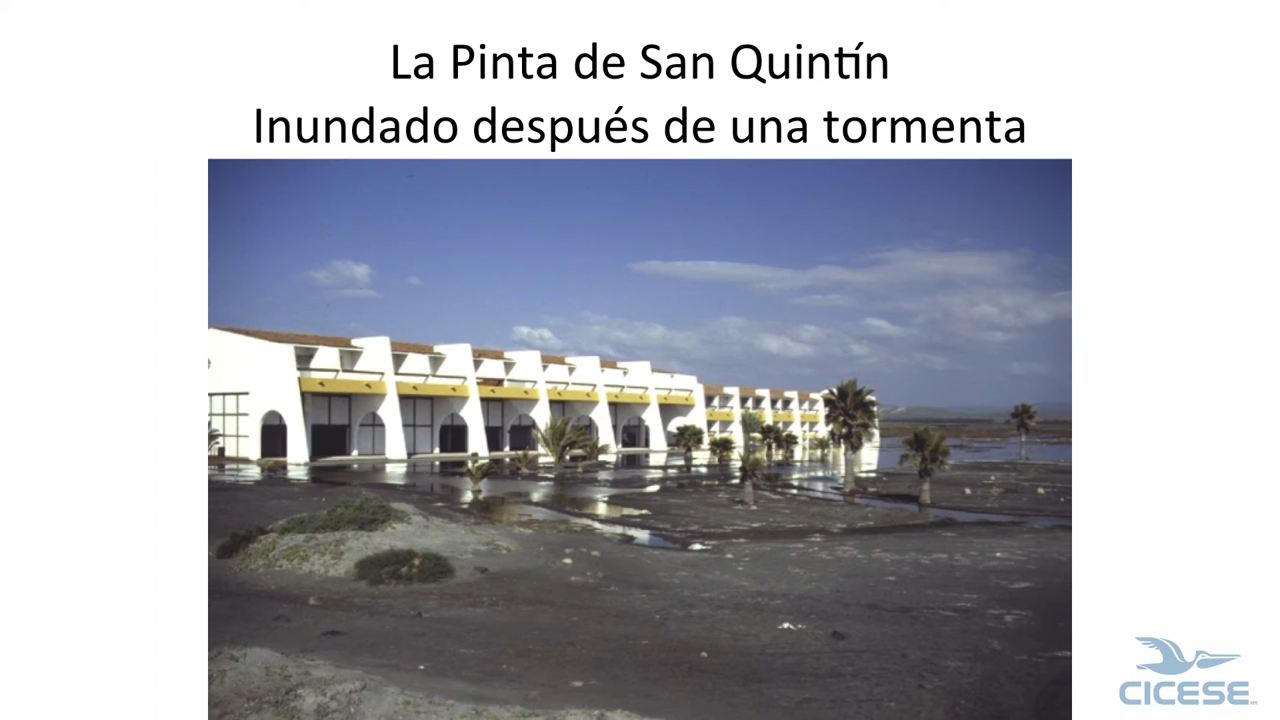 La Pinta de San Quintín
Inundado después de una tormenta
CICESE